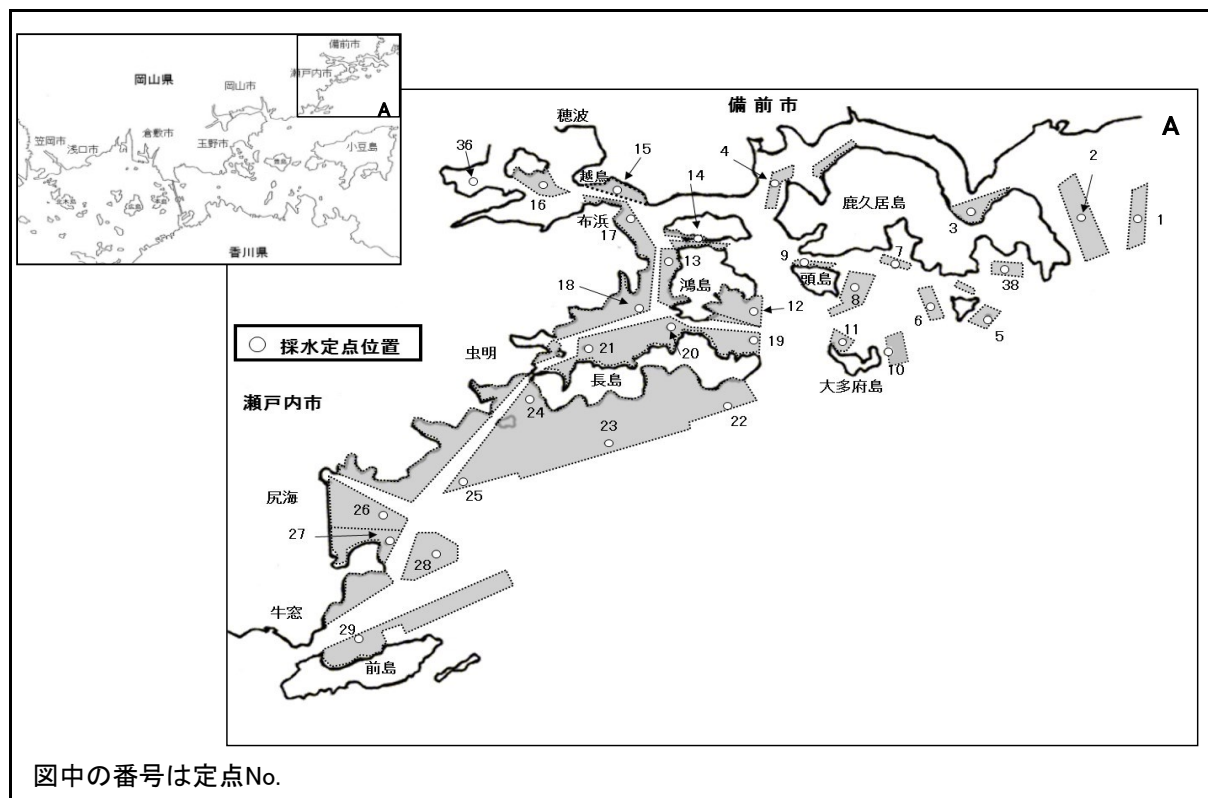 備前市
岡山県
瀬戸内市
岡山市
笠岡市
浅口市
倉敷市
玉野市
小豆島
香川県
A
備前市
A
穂波
36
越島
15
14
4
2
16
鹿久居島
3
1
布浜
17
7
9
頭島
38
13
鴻島
8
18
12
6
5
採水定点位置
11
虫明
21
20
19
10
長島
大多府島
瀬戸内市
24
22
23
尻海
25
26
27
28
牛窓
29
前島
図中の番号は定点No.